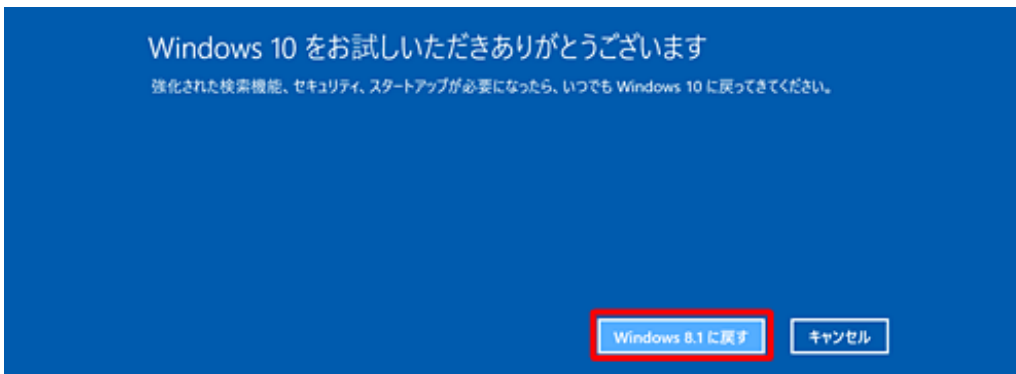 Windows 10 をお試しいただきありがとうございます
強化された検索機能、セキュリティ、スタートアップが必要になったら、いつでも Windows 10 に戻ってきてください。
Windows 8.1 に戻す
キャンセル